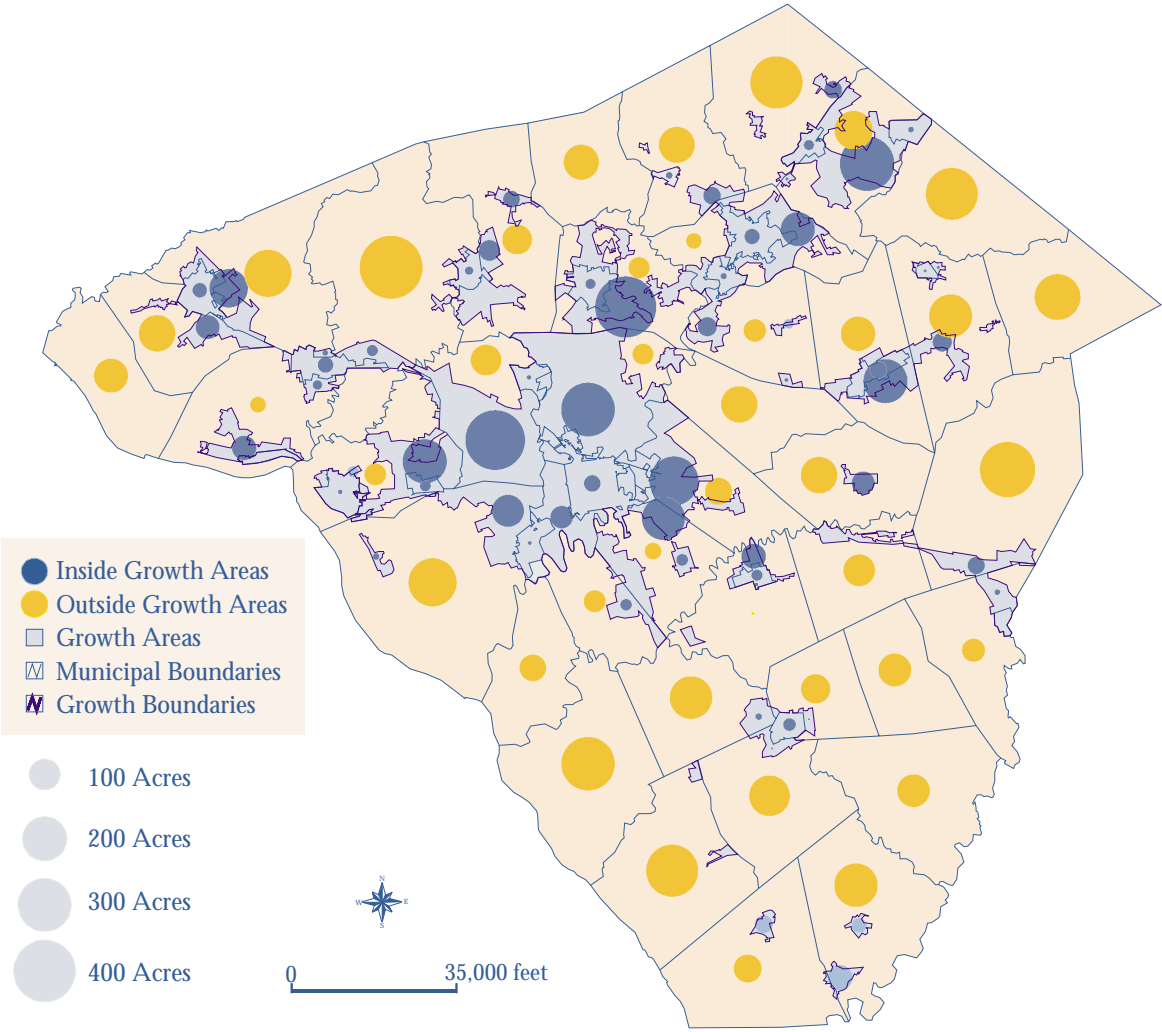 Inside Growth Areas
Outside Growth Areas
Growth Areas
Municipal Boundaries
Growth Boundaries
100 Acres
200 Acres
300 Acres
400 Acres
N
W E
S
0 35,000 feet